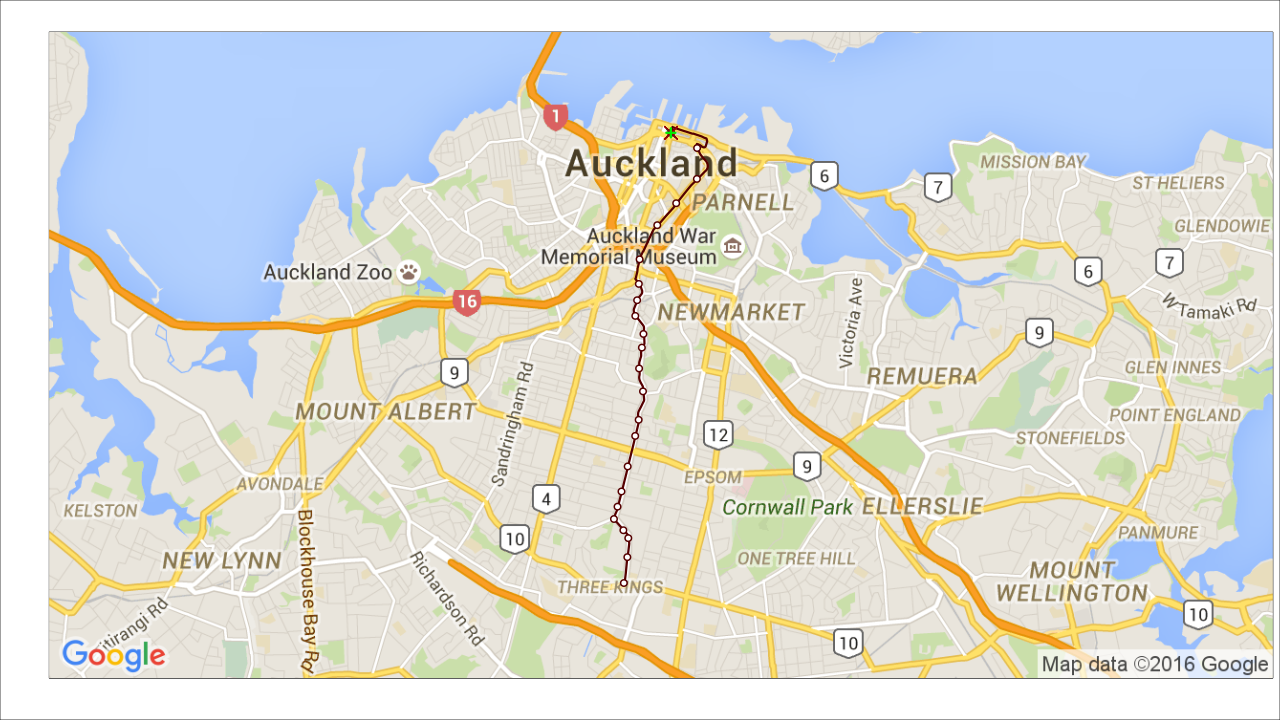 1
Auckland
6
7
MISSION BAY
ST HELIERS
PARNELL
GLENDOWIE
Auckland War
Memorial Museum
Auckland Zoo
6
7
16
NEWMARKET
W Tamaki Rd
Victoria Ave
9
9
REMUERA
GLEN INNES
Sandringham Rd
MOUNT ALBERT
POINT ENGLAND
12
STONEFIELDS
9
EPSOM
AVONDALE
4
Cornwall Park
ELLERSLIE
KELSTON
10
PANMURE
Blockhouse Bay Rd
NEW LYNN
ONE TREE HILL
MOUNT
WELLINGTON
THREE KINGS
Richardson Rd
10
10
Titirangi Rd
Google
Map data ©2016 Google